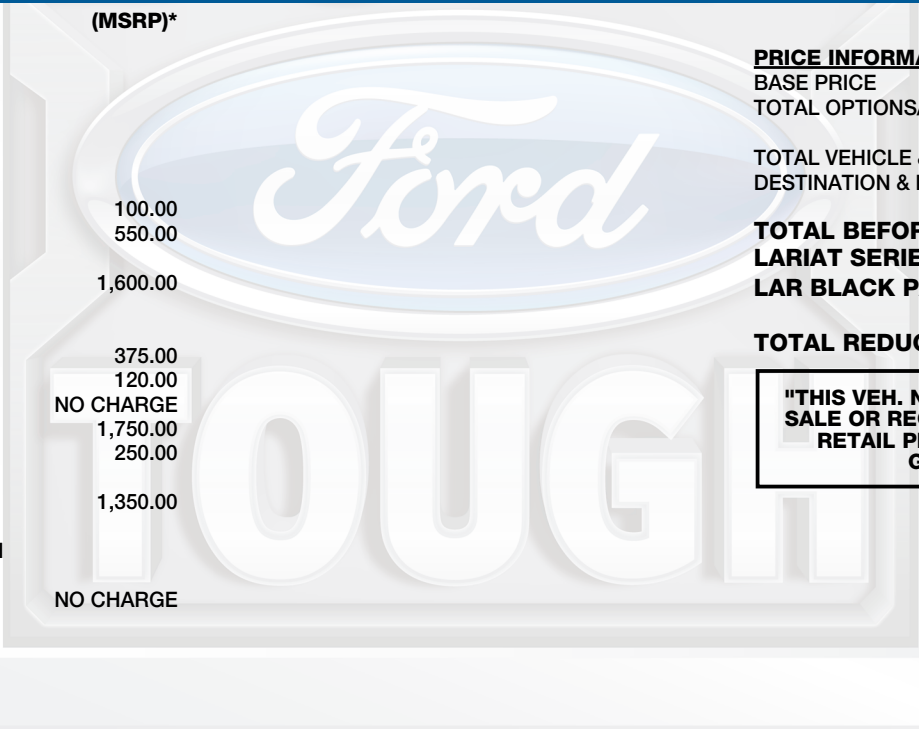 (MSRP)*
100.00
550.00
1,600.00
375.00
120.00
NO CHARGE
1,750.00
250.00
1,350.00
NO CHARGE
Ford
TOUGH
PRICE INFORMA
BASE PRICE
TOTAL OPTIONS
TOTAL VEHICLE
DESTINATION &
TOTAL BEFOR
LARIAT SERIE
LAR BLACK P
TOTAL REDUC
"THIS VEH. N
SALE OR RE
RETAIL P
G